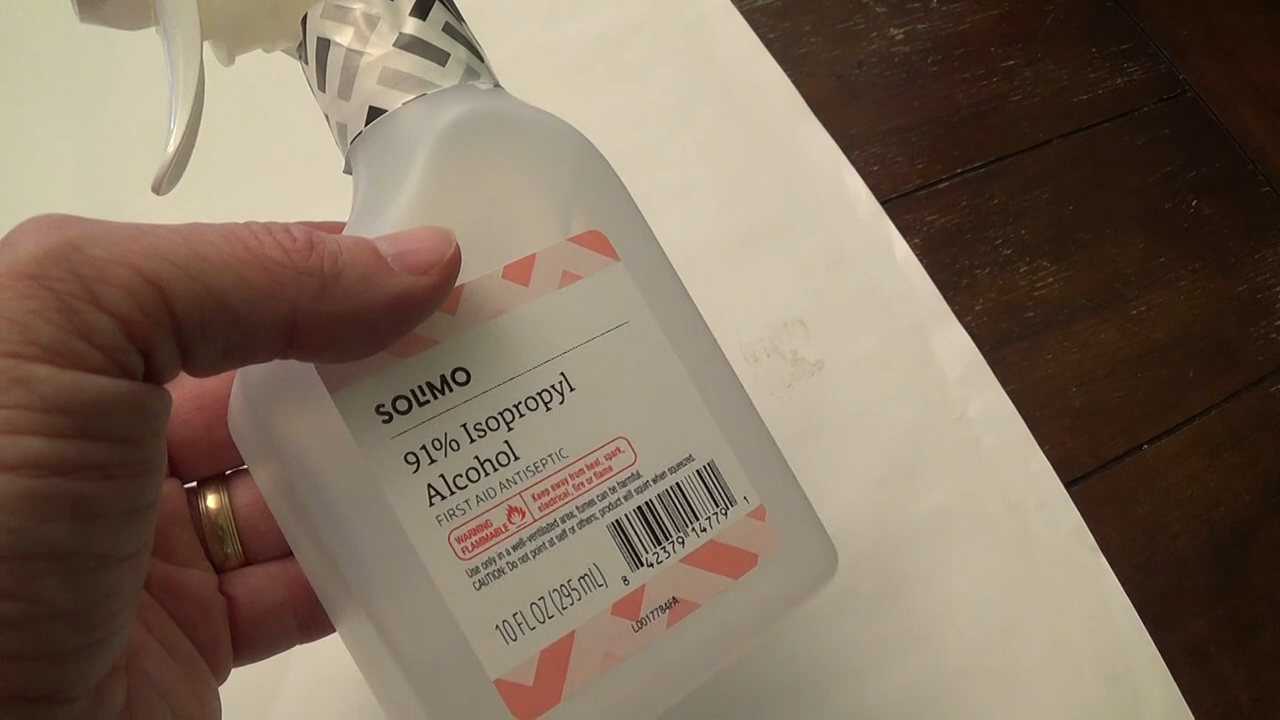 SOLIMO
91% Isopropyl
Alcohol
FIRST AID ANTISEPTIC
WARNING
FLAMMABLE
Keep away from heat, spark,
electrical, fire or flame
Use only in a well-ventilated area; fumes can be harmful.
CAUTION: Do not point at self or others; product will squirt when squeezed.
10 FL OZ (295 mL)
8 42379 14779 1
L0017784FA